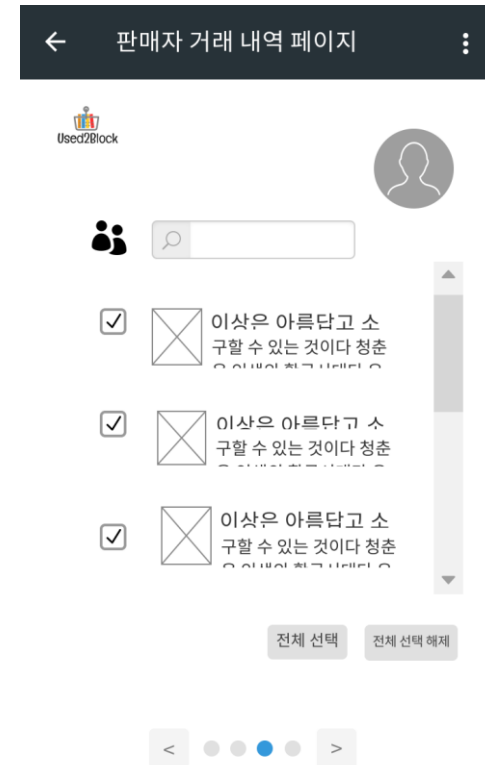 판매자 거래 내역 페이지
Used2Block
이상은 아름답고 소
구할 수 있는 것이다 청춘
이상은 아름답고 소
구할 수 있는 것이다 청춘
이상은 아름답고 소
구할 수 있는 것이다 청춘
전체 선택
전체 선택 해제
< >